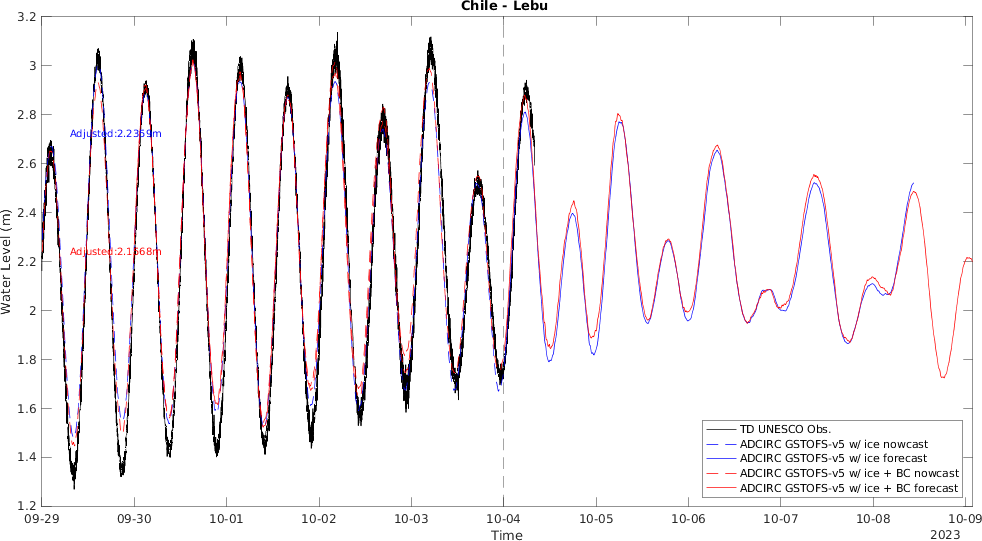 Chile - Lebu
3.2
3
2.8
2.6
2.4
2.2
2
1.8
1.6
1.4
1.2
Water Level (m)
Adjusted:2.2359m
Adjusted:2.1568m
TD UNESCO Obs.
ADCIRC GSTOFS-v5 w/ ice nowcast
ADCIRC GSTOFS-v5 w/ ice forecast
ADCIRC GSTOFS-v5 w/ ice + BC nowcast
ADCIRC GSTOFS-v5 w/ ice + BC forecast
09-29 09-30 10-01 10-02 10-03 10-04 10-05 10-06 10-07 10-08 10-09
Time
2023